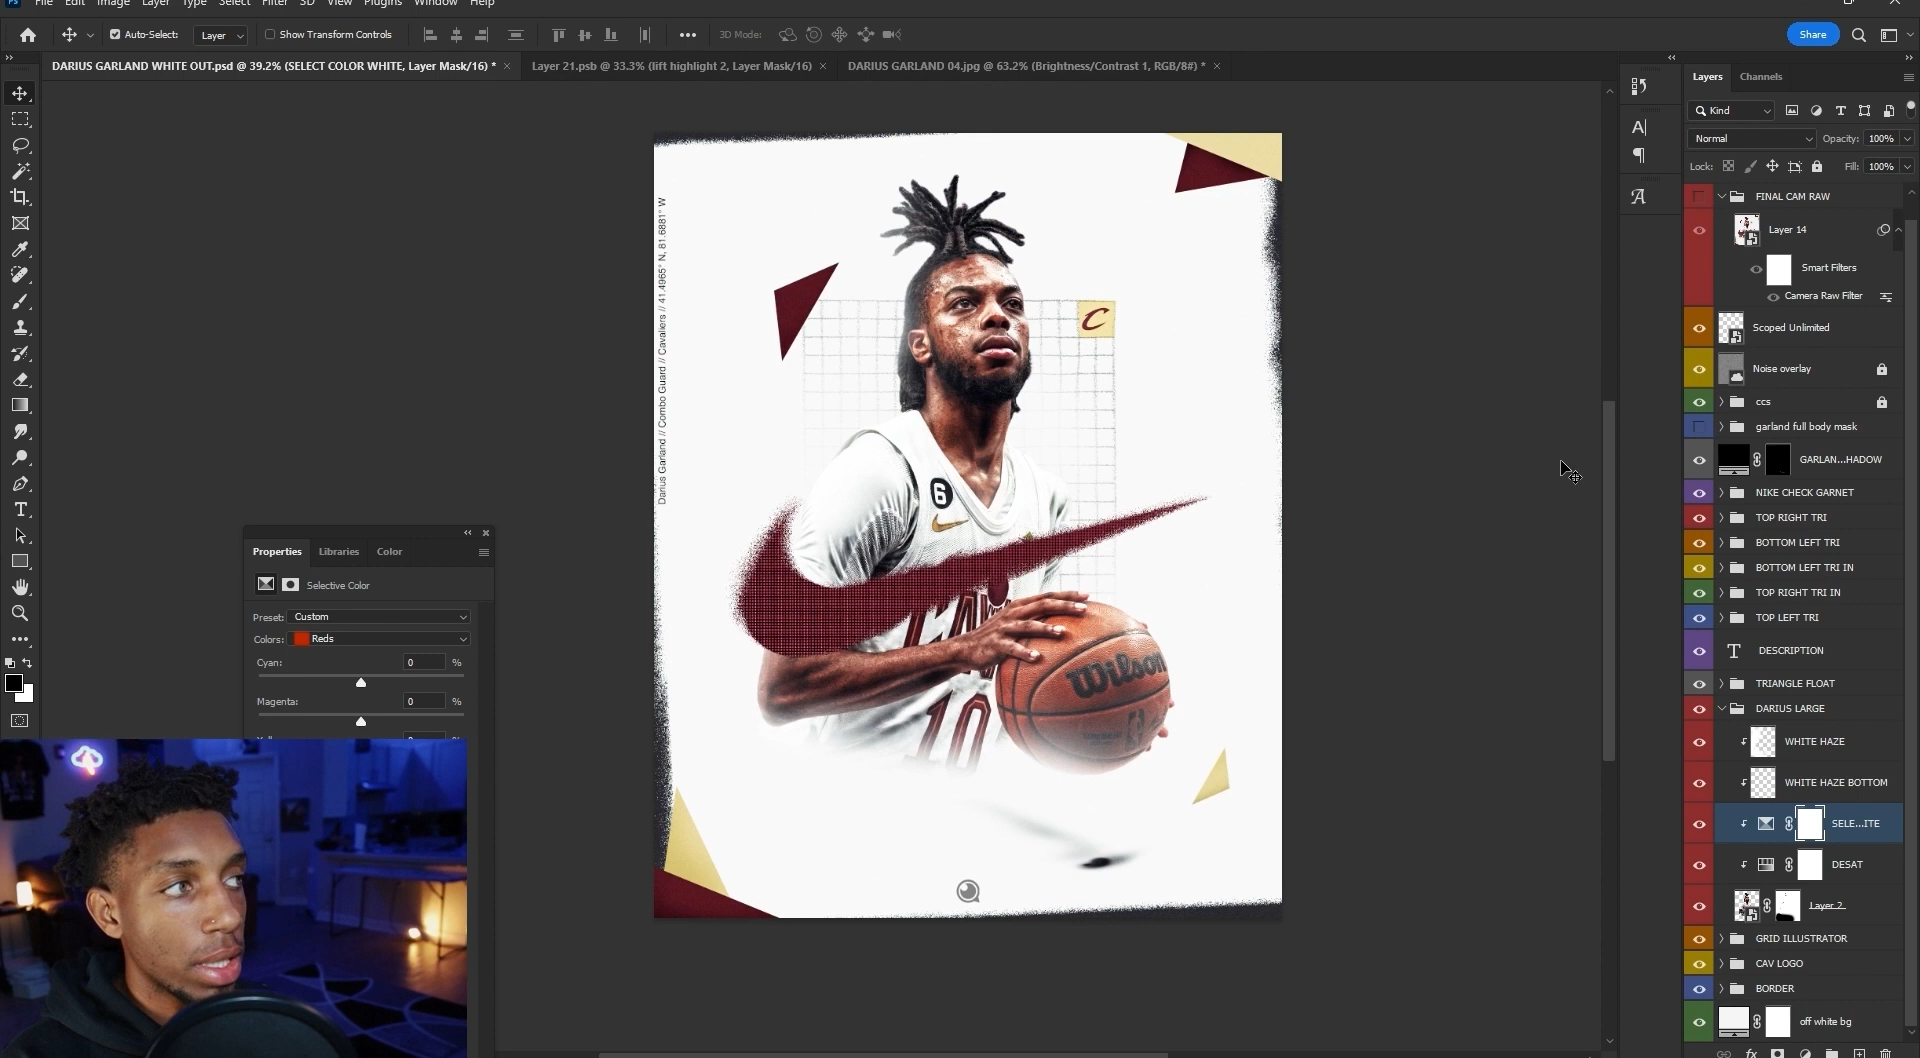 File Edit Image Layer Type Select Filter 3D View Plugins Window Help
Auto-Select: Layer Show Transform Controls 3D Mode: Share
DARIUS GARLAND WHITE OUT.psd @ 39.2% (SELECT COLOR WHITE, Layer Mask/16) *
Layer 21.psb @ 33.3% (lift highlight 2, Layer Mask/16)
DARIUS GARLAND 04.jpg @ 63.2% (Brightness/Contrast 1, RGB/8#) *
Darius Garland // Combo Guard // Cavaliers // 41.4965° N, 81.6881° W
C
6
Wilson
10
Properties Libraries Color
Selective Color
Preset: Custom
Colors: Reds
Cyan: 0 %
Magenta: 0 %
Layers Channels
Kind
Normal Opacity: 100%
Lock: Fill: 100%
FINAL CAM RAW
Layer 14
Smart Filters
Camera Raw Filter
Scoped Unlimited
Noise overlay
ccs
garland full body mask
GARLAN...HADOW
NIKE CHECK GARNET
TOP RIGHT TRI
BOTTOM LEFT TRI
BOTTOM LEFT TRI IN
TOP RIGHT TRI IN
TOP LEFT TRI
DESCRIPTION
TRIANGLE FLOAT
DARIUS LARGE
WHITE HAZE
WHITE HAZE BOTTOM
SELE...ITE
DESAT
Layer 2
GRID ILLUSTRATOR
CAV LOGO
BORDER
off white bg
fx